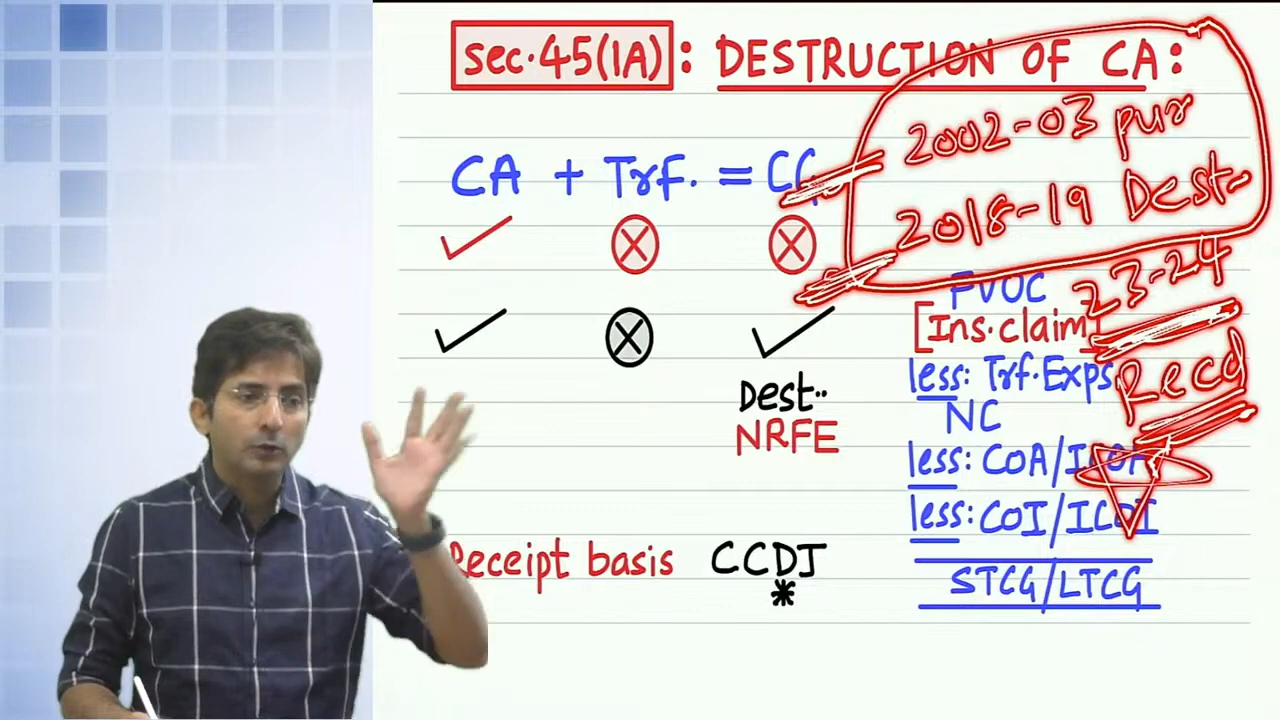 sec.45(1A): DESTRUCTION OF CA:
2002-03 pur
CA + Trf. = CG
2018-19 Dest.
FVOC 23-24
[Ins.claim]
Recd
less: Trf.Exps
NC
Dest..
NRFE
less: COA/ICOA
less: COI/ICOI
Receipt basis CCDJ
*
STCG/LTCG